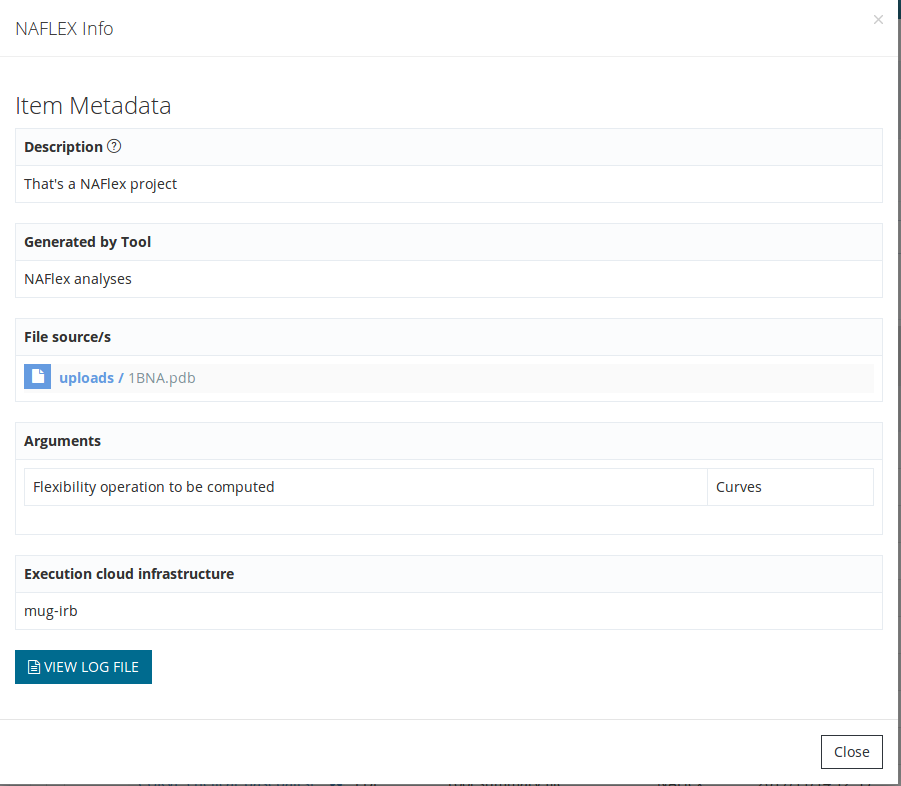 NAFLEX Info
×
Item Metadata
Description ?
That's a NAFlex project
Generated by Tool
NAFlex analyses
File source/s
uploads / 1BNA.pdb
Arguments
Flexibility operation to be computed Curves
Execution cloud infrastructure
mug-irb
VIEW LOG FILE
Close